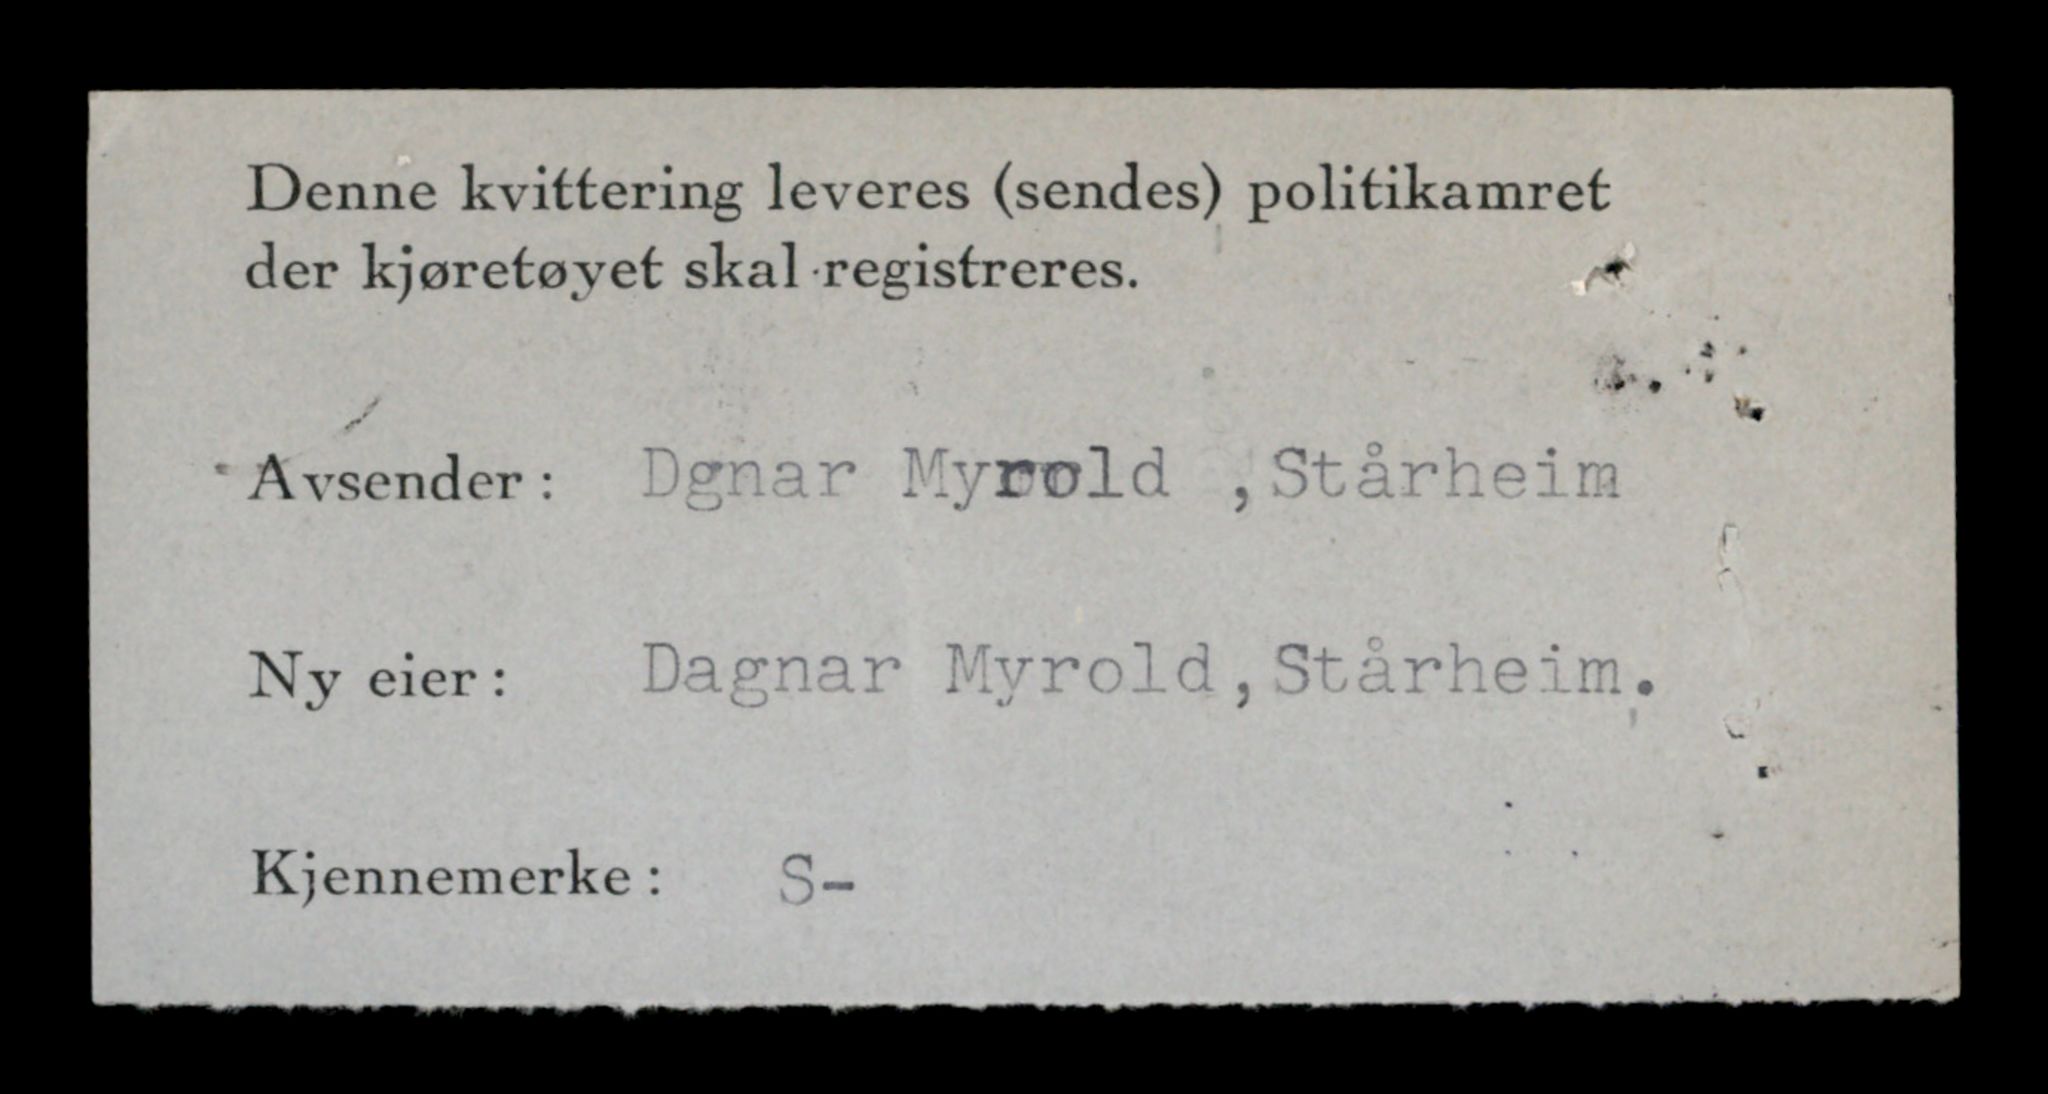 Denne kvittering leveres (sendes) politikamret
der kjøretøyet skal registreres.
Avsender: Dgnar Myrold ,Stårheim
Ny eier: Dagnar Myrold,Stårheim.
Kjennemerke: S-